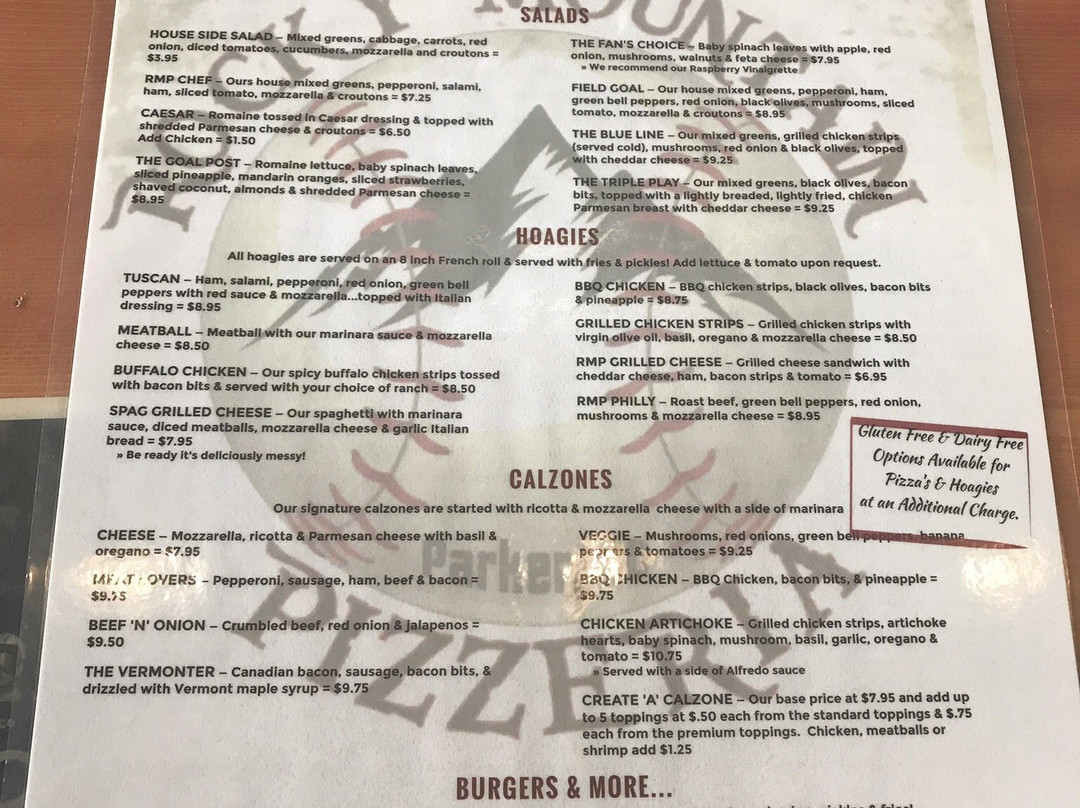 ROCKY MOUNTAIN
SALADS
HOUSE SIDE SALAD – Mixed greens, cabbage, carrots, red
onion, diced tomatoes, cucumbers, mozzarella and croutons =
$3.95
RMP CHEF – Ours house mixed greens, pepperoni, salami,
ham, sliced tomato, mozzarella & croutons = $7.25
CAESAR – Romaine tossed in Caesar dressing & topped with
shredded Parmesan cheese & croutons = $6.50
Add Chicken = $1.50
THE GOAL POST – Romaine lettuce, baby spinach leaves,
sliced pineapple, mandarin oranges, sliced strawberries,
shaved coconut, almonds & shredded Parmesan cheese =
$8.95
THE FAN'S CHOICE – Baby spinach leaves with apple, red
onion, mushrooms, walnuts & feta cheese = $7.95
» We recommend our Raspberry Vinaigrette
FIELD GOAL – Our house mixed greens, pepperoni, ham,
green bell peppers, red onion, black olives, mushrooms, sliced
tomato, mozzarella & croutons = $8.95
THE BLUE LINE – Our mixed greens, grilled chicken strips
(served cold), mushrooms, red onion & black olives, topped
with cheddar cheese = $9.25
THE TRIPLE PLAY – Our mixed greens, black olives, bacon
bits, topped with a lightly breaded, lightly fried, chicken
Parmesan breast with cheddar cheese = $9.25
HOAGIES
All hoagies are served on an 8 inch French roll & served with fries & pickles! Add lettuce & tomato upon request.
TUSCAN – Ham, salami, pepperoni, red onion, green bell
peppers with red sauce & mozzarella...topped with Italian
dressing = $8.95
MEATBALL – Meatball with our marinara sauce & mozzarella
cheese = $8.50
BUFFALO CHICKEN – Our spicy buffalo chicken strips tossed
with bacon bits & served with your choice of ranch = $8.50
SPAG GRILLED CHEESE – Our spaghetti with marinara
sauce, diced meatballs, mozzarella cheese & garlic Italian
bread = $7.95
» Be ready it's deliciously messy!
BBQ CHICKEN – BBQ chicken strips, black olives, bacon bits
& pineapple = $8.75
GRILLED CHICKEN STRIPS – Grilled chicken strips with
virgin olive oil, basil, oregano & mozzarella cheese = $8.50
RMP GRILLED CHEESE – Grilled cheese sandwich with
cheddar cheese, ham, bacon strips & tomato = $6.95
RMP PHILLY – Roast beef, green bell peppers, red onion,
mushrooms & mozzarella cheese = $8.95
Gluten Free & Dairy Free
Options Available for
Pizza's & Hoagies
at an Additional Charge.
CALZONES
Our signature calzones are started with ricotta & mozzarella cheese with a side of marinara
CHEESE – Mozzarella, ricotta & Parmesan cheese with basil &
oregano = $7.95
MEAT LOVERS – Pepperoni, sausage, ham, beef & bacon =
BEEF 'N' ONION – Crumbled beef, red onion & jalapenos =
$9.50
THE VERMONTER – Canadian bacon, sausage, bacon bits, &
drizzled with Vermont maple syrup = $9.75
VEGGIE – Mushrooms, red onions, green bell peppers, banana
peppers & tomatoes = $9.25
BBQ CHICKEN – BBQ Chicken, bacon bits, & pineapple =
$9.75
CHICKEN ARTICHOKE – Grilled chicken strips, artichoke
hearts, baby spinach, mushroom, basil, garlic, oregano &
tomato = $10.75
» Served with a side of Alfredo sauce
CREATE 'A' CALZONE – Our base price at $7.95 and add up
to 5 toppings at $.50 each from the standard toppings & $.75
each from the premium toppings. Chicken, meatballs or
shrimp add $1.25
PIZZERIA
BURGERS & MORE...